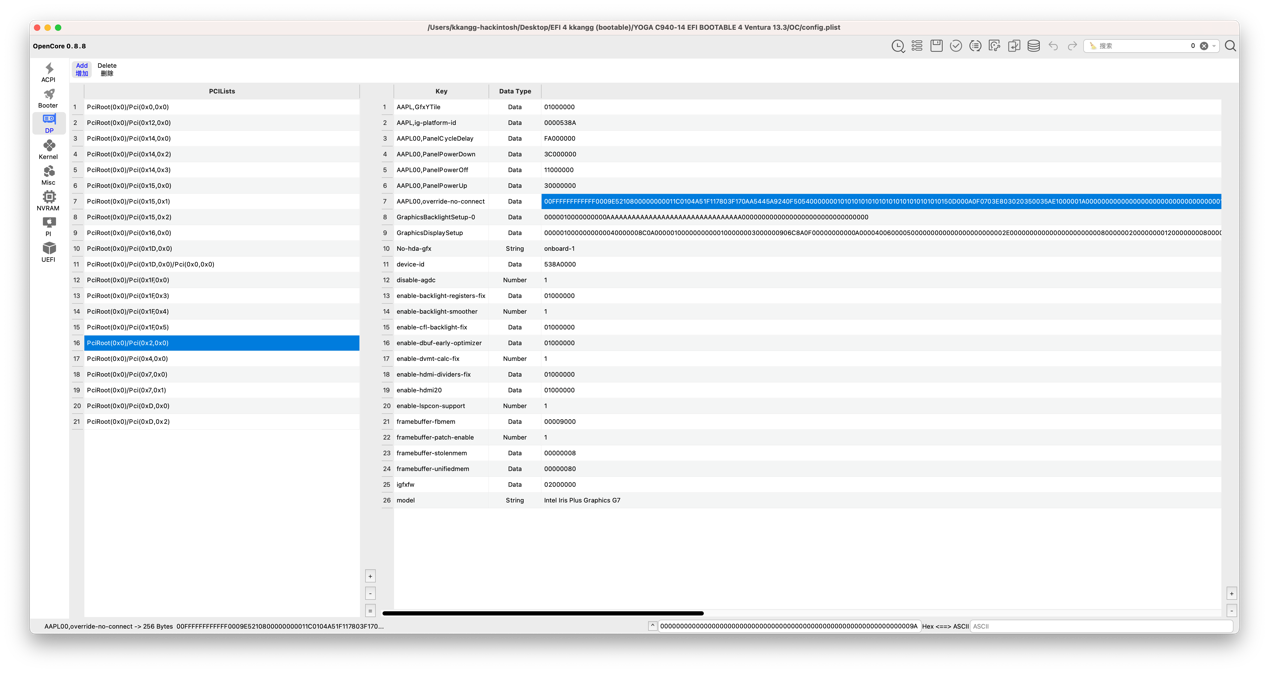 /Users/kkangg-hackintosh/Desktop/EFI 4 kkangg (bootable)/YOGA C940-14 EFI BOOTABLE 4 Ventura 13.3/OC/config.plist
OpenCore 0.8.8
搜索 0
Add Delete
增加 删除
ACPI
Booter
DP
Kernel
Misc
NVRAM
PI
UEFI
PCILists
1 PciRoot(0x0)/Pci(0x0,0x0)
2 PciRoot(0x0)/Pci(0x12,0x0)
3 PciRoot(0x0)/Pci(0x14,0x0)
4 PciRoot(0x0)/Pci(0x14,0x2)
5 PciRoot(0x0)/Pci(0x14,0x3)
6 PciRoot(0x0)/Pci(0x15,0x0)
7 PciRoot(0x0)/Pci(0x15,0x1)
8 PciRoot(0x0)/Pci(0x15,0x2)
9 PciRoot(0x0)/Pci(0x16,0x0)
10 PciRoot(0x0)/Pci(0x1D,0x0)
11 PciRoot(0x0)/Pci(0x1D,0x0)/Pci(0x0,0x0)
12 PciRoot(0x0)/Pci(0x1F,0x0)
13 PciRoot(0x0)/Pci(0x1F,0x3)
14 PciRoot(0x0)/Pci(0x1F,0x4)
15 PciRoot(0x0)/Pci(0x1F,0x5)
16 PciRoot(0x0)/Pci(0x2,0x0)
17 PciRoot(0x0)/Pci(0x4,0x0)
18 PciRoot(0x0)/Pci(0x7,0x0)
19 PciRoot(0x0)/Pci(0x7,0x1)
20 PciRoot(0x0)/Pci(0xD,0x0)
21 PciRoot(0x0)/Pci(0xD,0x2)
Key Data Type
1 AAPL,GfxYTile Data 01000000
2 AAPL,ig-platform-id Data 0000538A
3 AAPL00,PanelCycleDelay Data FA000000
4 AAPL00,PanelPowerDown Data 3C000000
5 AAPL00,PanelPowerOff Data 11000000
6 AAPL00,PanelPowerUp Data 30000000
7 AAPL00,override-no-connect Data
8 GraphicsBacklightSetup-0 Data
9 GraphicsDisplaySetup Data
10 No-hda-gfx String onboard-1
11 device-id Data 538A0000
12 disable-agdc Number 1
13 enable-backlight-registers-fix Data 01000000
14 enable-backlight-smoother Number 1
15 enable-cfl-backlight-fix Data 01000000
16 enable-dbuf-early-optimizer Data 01000000
17 enable-dvmt-calc-fix Number 1
18 enable-hdmi-dividers-fix Data 01000000
19 enable-hdmi20 Data 01000000
20 enable-lspcon-support Number 1
21 framebuffer-fbmem Data 00009000
22 framebuffer-patch-enable Number 1
23 framebuffer-stolenmem Data 00000008
24 framebuffer-unifiedmem Data 00000080
25 igfxfw Data 02000000
26 model String Intel Iris Plus Graphics G7
+
-
+
-
AAPL00,override-no-connect -> 256 Bytes 00FFFFFFFFFFFF0009E5210800000000011C0104A51F117803F170...
^ Hex <==> ASCII ASCII